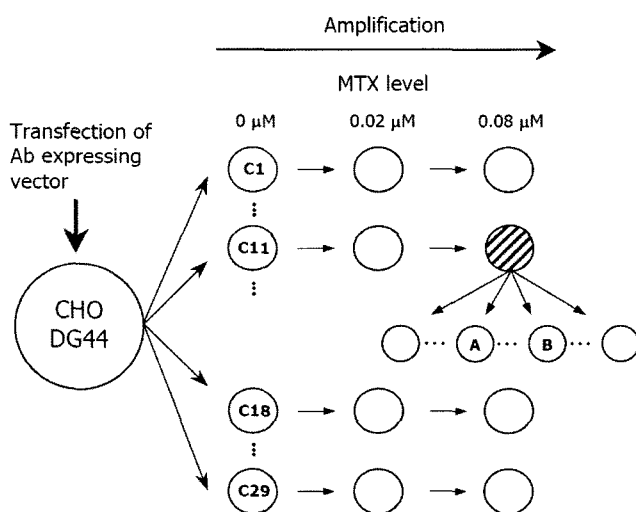 Amplification
MTX level
0 μM 0.02 μM 0.08 μM
Transfection of
Ab expressing
vector
C1
C11
CHO
DG44
A B
C18
C29